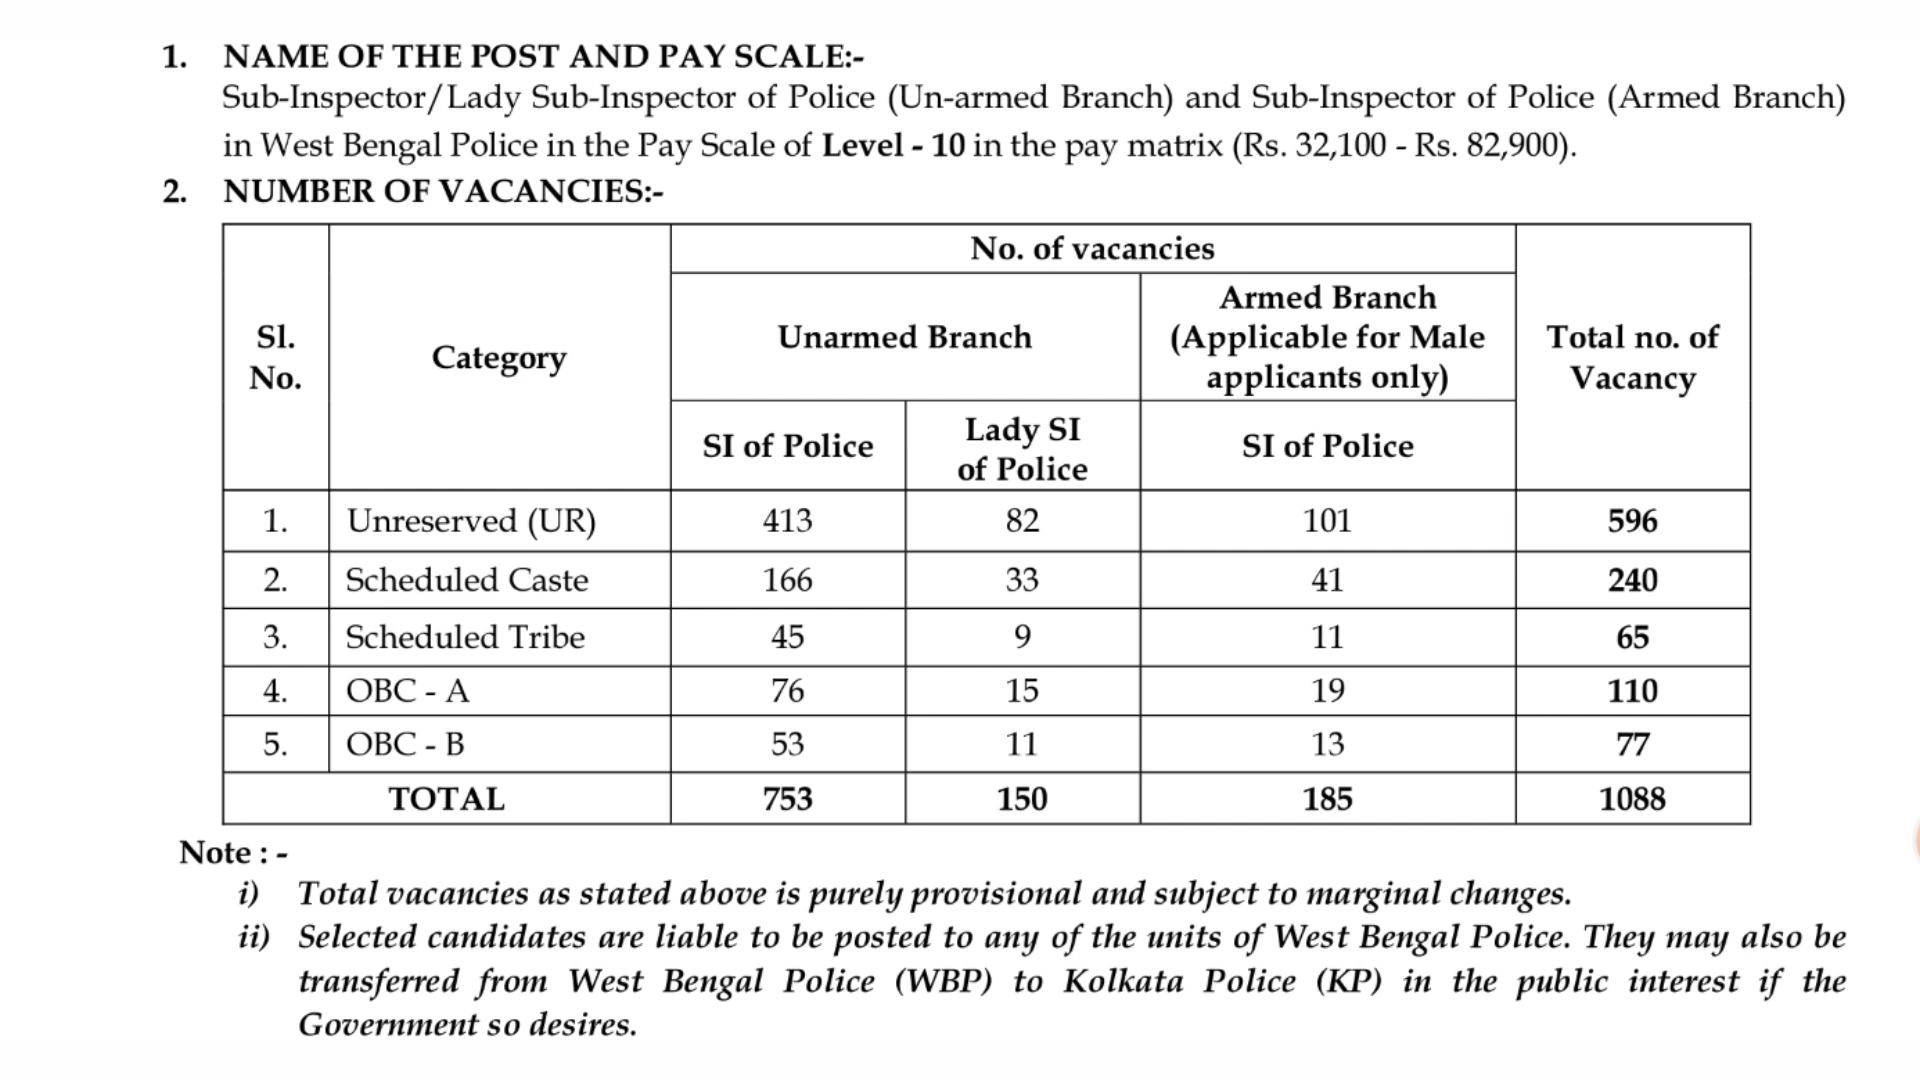 1. NAME OF THE POST AND PAY SCALE:-
Sub-Inspector/Lady Sub-Inspector of Police (Un-armed Branch) and Sub-Inspector of Police (Armed Branch)
in West Bengal Police in the Pay Scale of Level - 10 in the pay matrix (Rs. 32,100 - Rs. 82,900).
2. NUMBER OF VACANCIES:-
Sl. No. Category No. of vacancies Total no. of Vacancy
Unarmed Branch Armed Branch (Applicable for Male applicants only)
SI of Police Lady SI of Police SI of Police
1. Unreserved (UR) 413 82 101 596
2. Scheduled Caste 166 33 41 240
3. Scheduled Tribe 45 9 11 65
4. OBC - A 76 15 19 110
5. OBC - B 53 11 13 77
TOTAL 753 150 185 1088
Note : -
i) Total vacancies as stated above is purely provisional and subject to marginal changes.
ii) Selected candidates are liable to be posted to any of the units of West Bengal Police. They may also be
transferred from West Bengal Police (WBP) to Kolkata Police (KP) in the public interest if the
Government so desires.